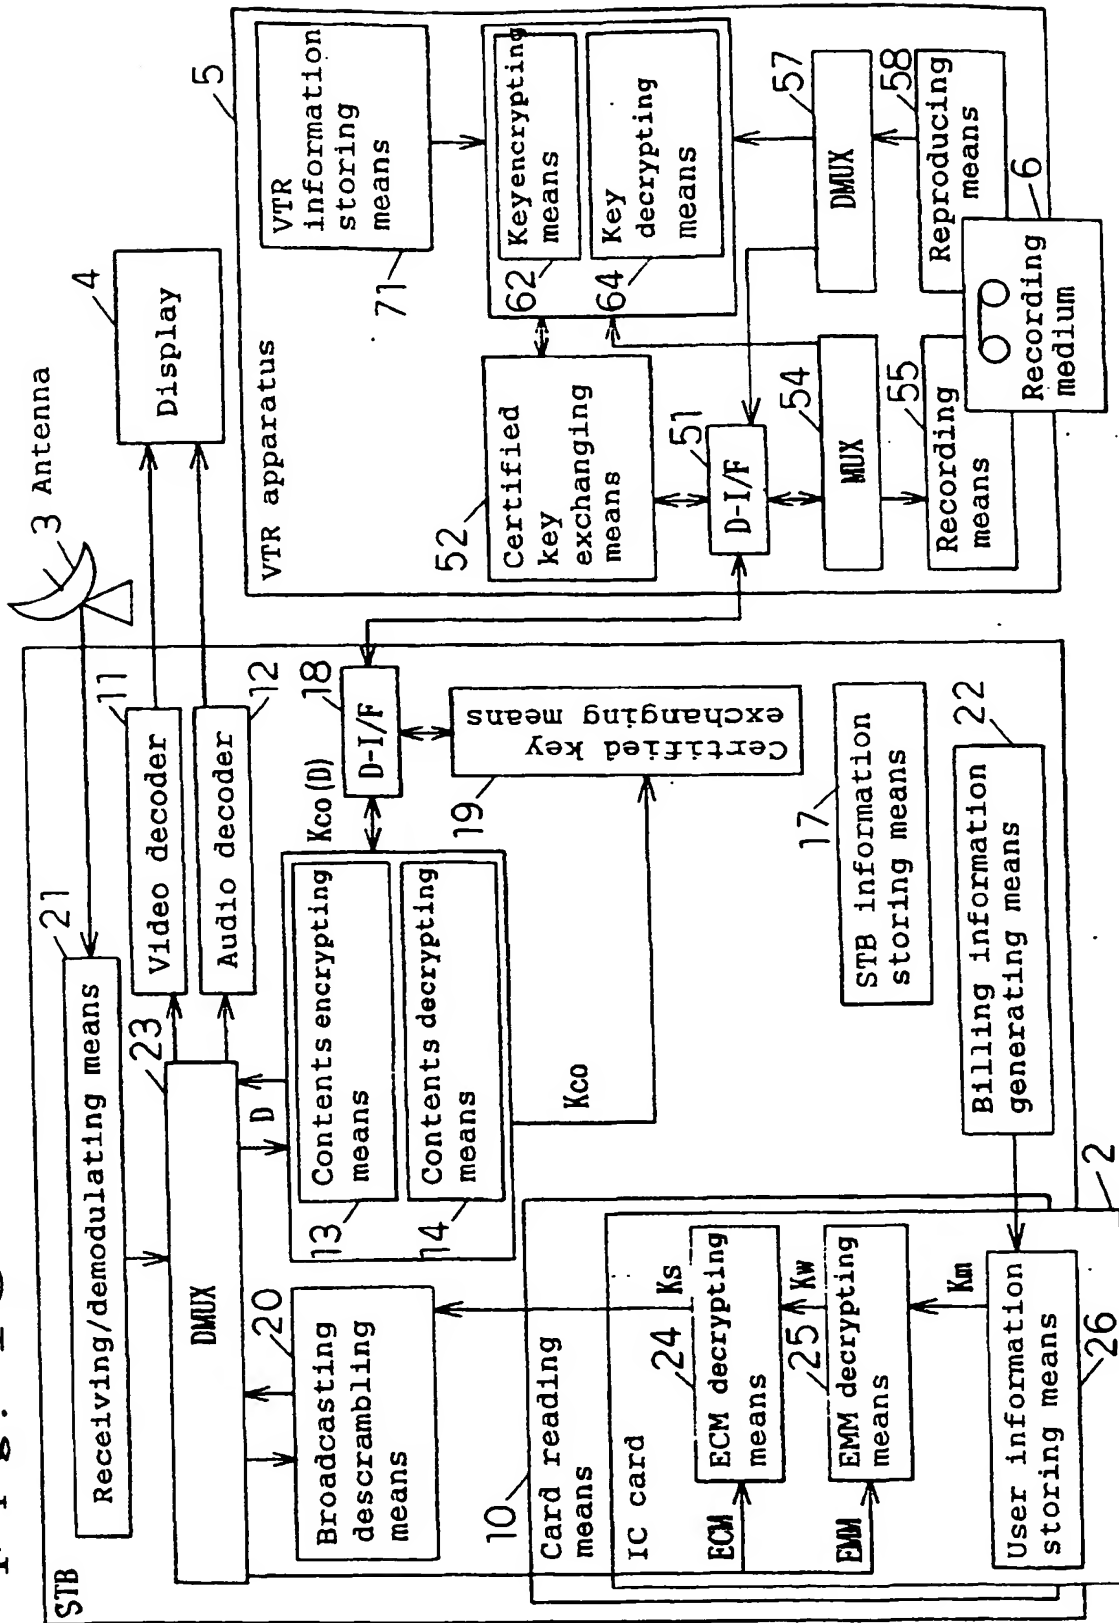 STB
Receiving/demodulating means
21
3 Antenna
4
Display
DMUX
23
Video decoder
11
Audio decoder
12
D
Broadcasting
descrambling
means
20
Contents encrypting
means
13
Contents decrypting
means
14
Kco(D)
D-I/F
18
Certified key
exchanging means
19
Kco
10
Card reading
means
IC card
ECM
ECM decrypting
means
24
Ks
Kw
EMM
EMM decrypting
means
25
Km
User information
storing means
26
2
STB information
storing means
17
Billing information
generating means
22
VTR apparatus
5
VTR
information
storing
means
71
52
Certified
key
exchanging
means
Keyencrypting
means
62
Key
decrypting
means
64
D-I/F
51
MUX
54
DMUX
57
Recording
means
55
Reproducing
means
58
Recording
medium
6